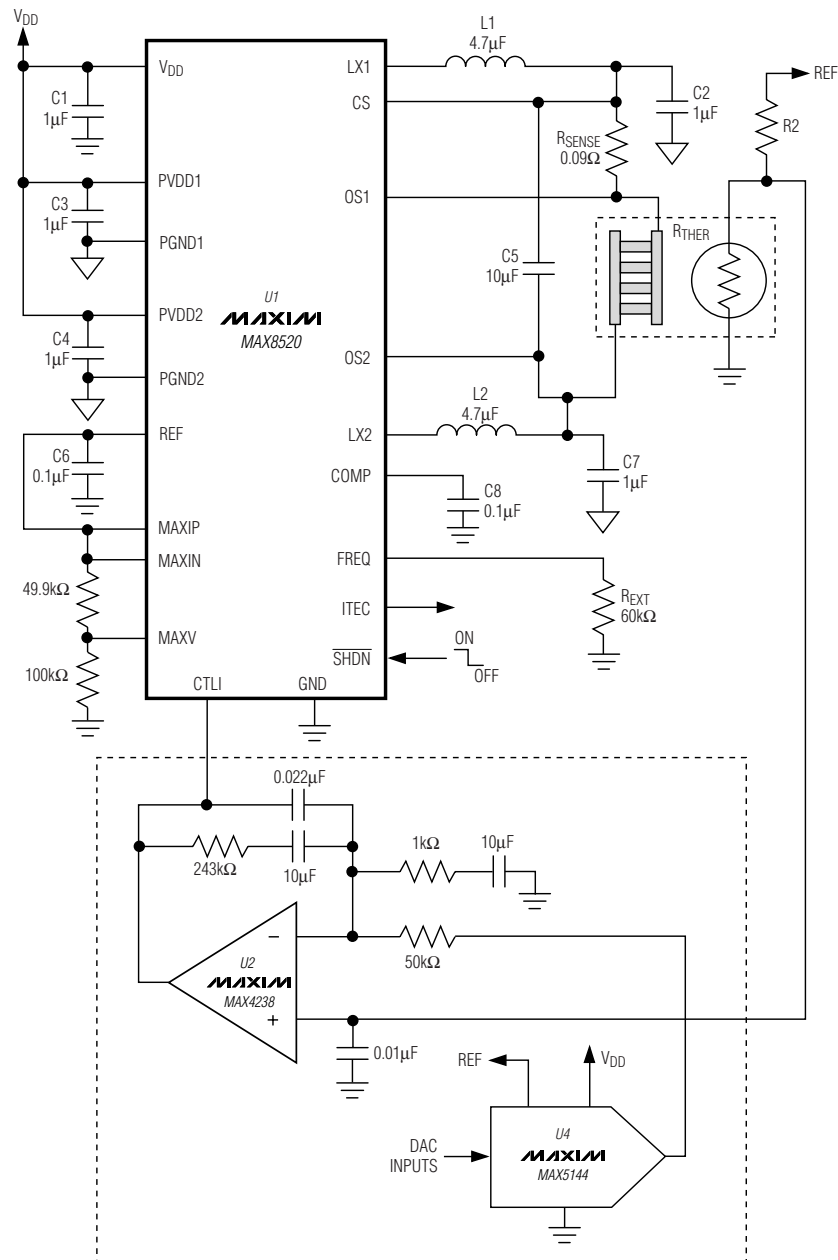 VDD
L1
4.7µF
VDD
LX1
REF
C1
1µF
CS
C2
1µF
R2
RSENSE
0.09Ω
PVDD1
C3
1µF
OS1
PGND1
RTHER
C5
10µF
U1
MAXIM
MAX8520
PVDD2
C4
1µF
OS2
PGND2
L2
4.7µF
REF
LX2
C6
0.1µF
C7
1µF
COMP
C8
0.1µF
MAXIP
MAXIN
FREQ
49.9kΩ
REXT
60kΩ
ITEC
MAXV
ON
SHDN
OFF
100kΩ
CTLI
GND
0.022µF
1kΩ
10µF
243kΩ
10µF
−
50kΩ
U2
MAXIM
MAX4238
+
0.01µF
REF
VDD
U4
DAC
INPUTS
MAXIM
MAX5144